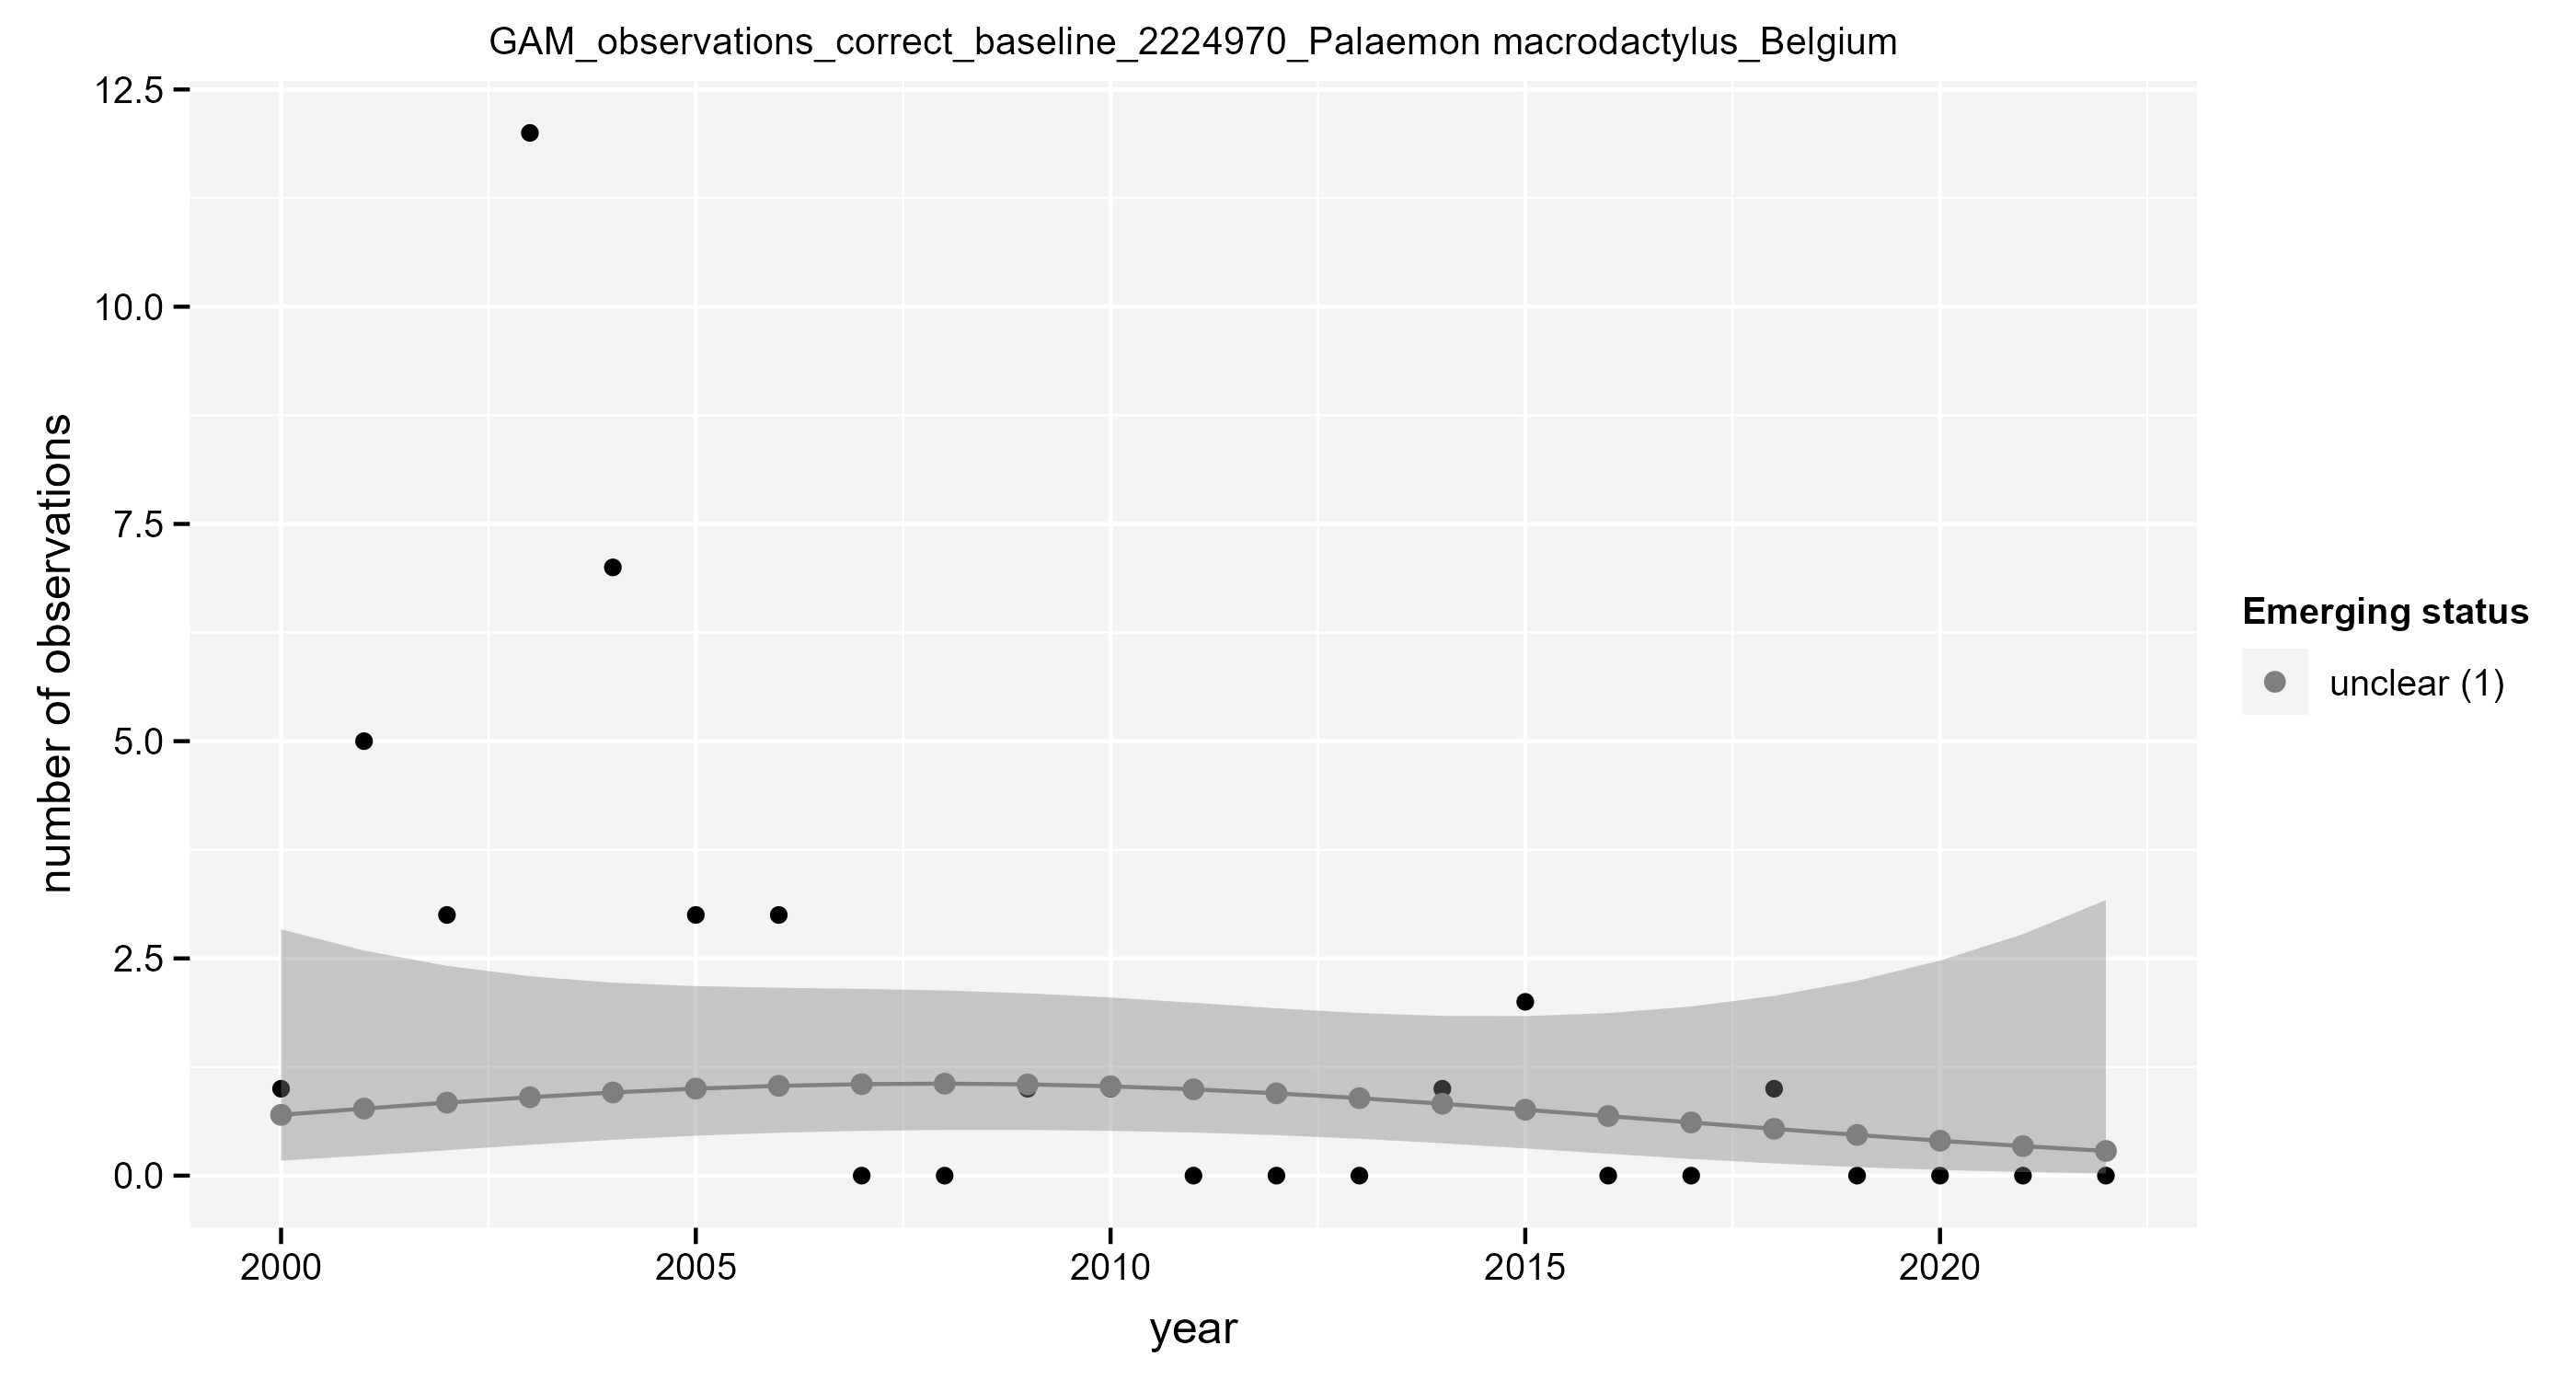 GAM_observations_correct_baseline_2224970_Palaemon macrodactylus_Belgium
12.5
10.0
7.5
5.0
2.5
0.0
number of observations
2000 2005 2010 2015 2020
year
Emerging status
unclear (1)